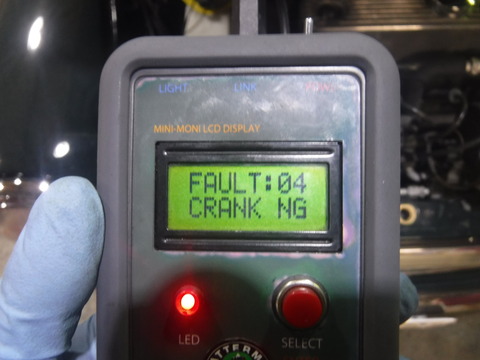 LIGHT LINK
MINI-MONI LCD DISPLAY
FAULT:04
CRANK NG
LED SELECT